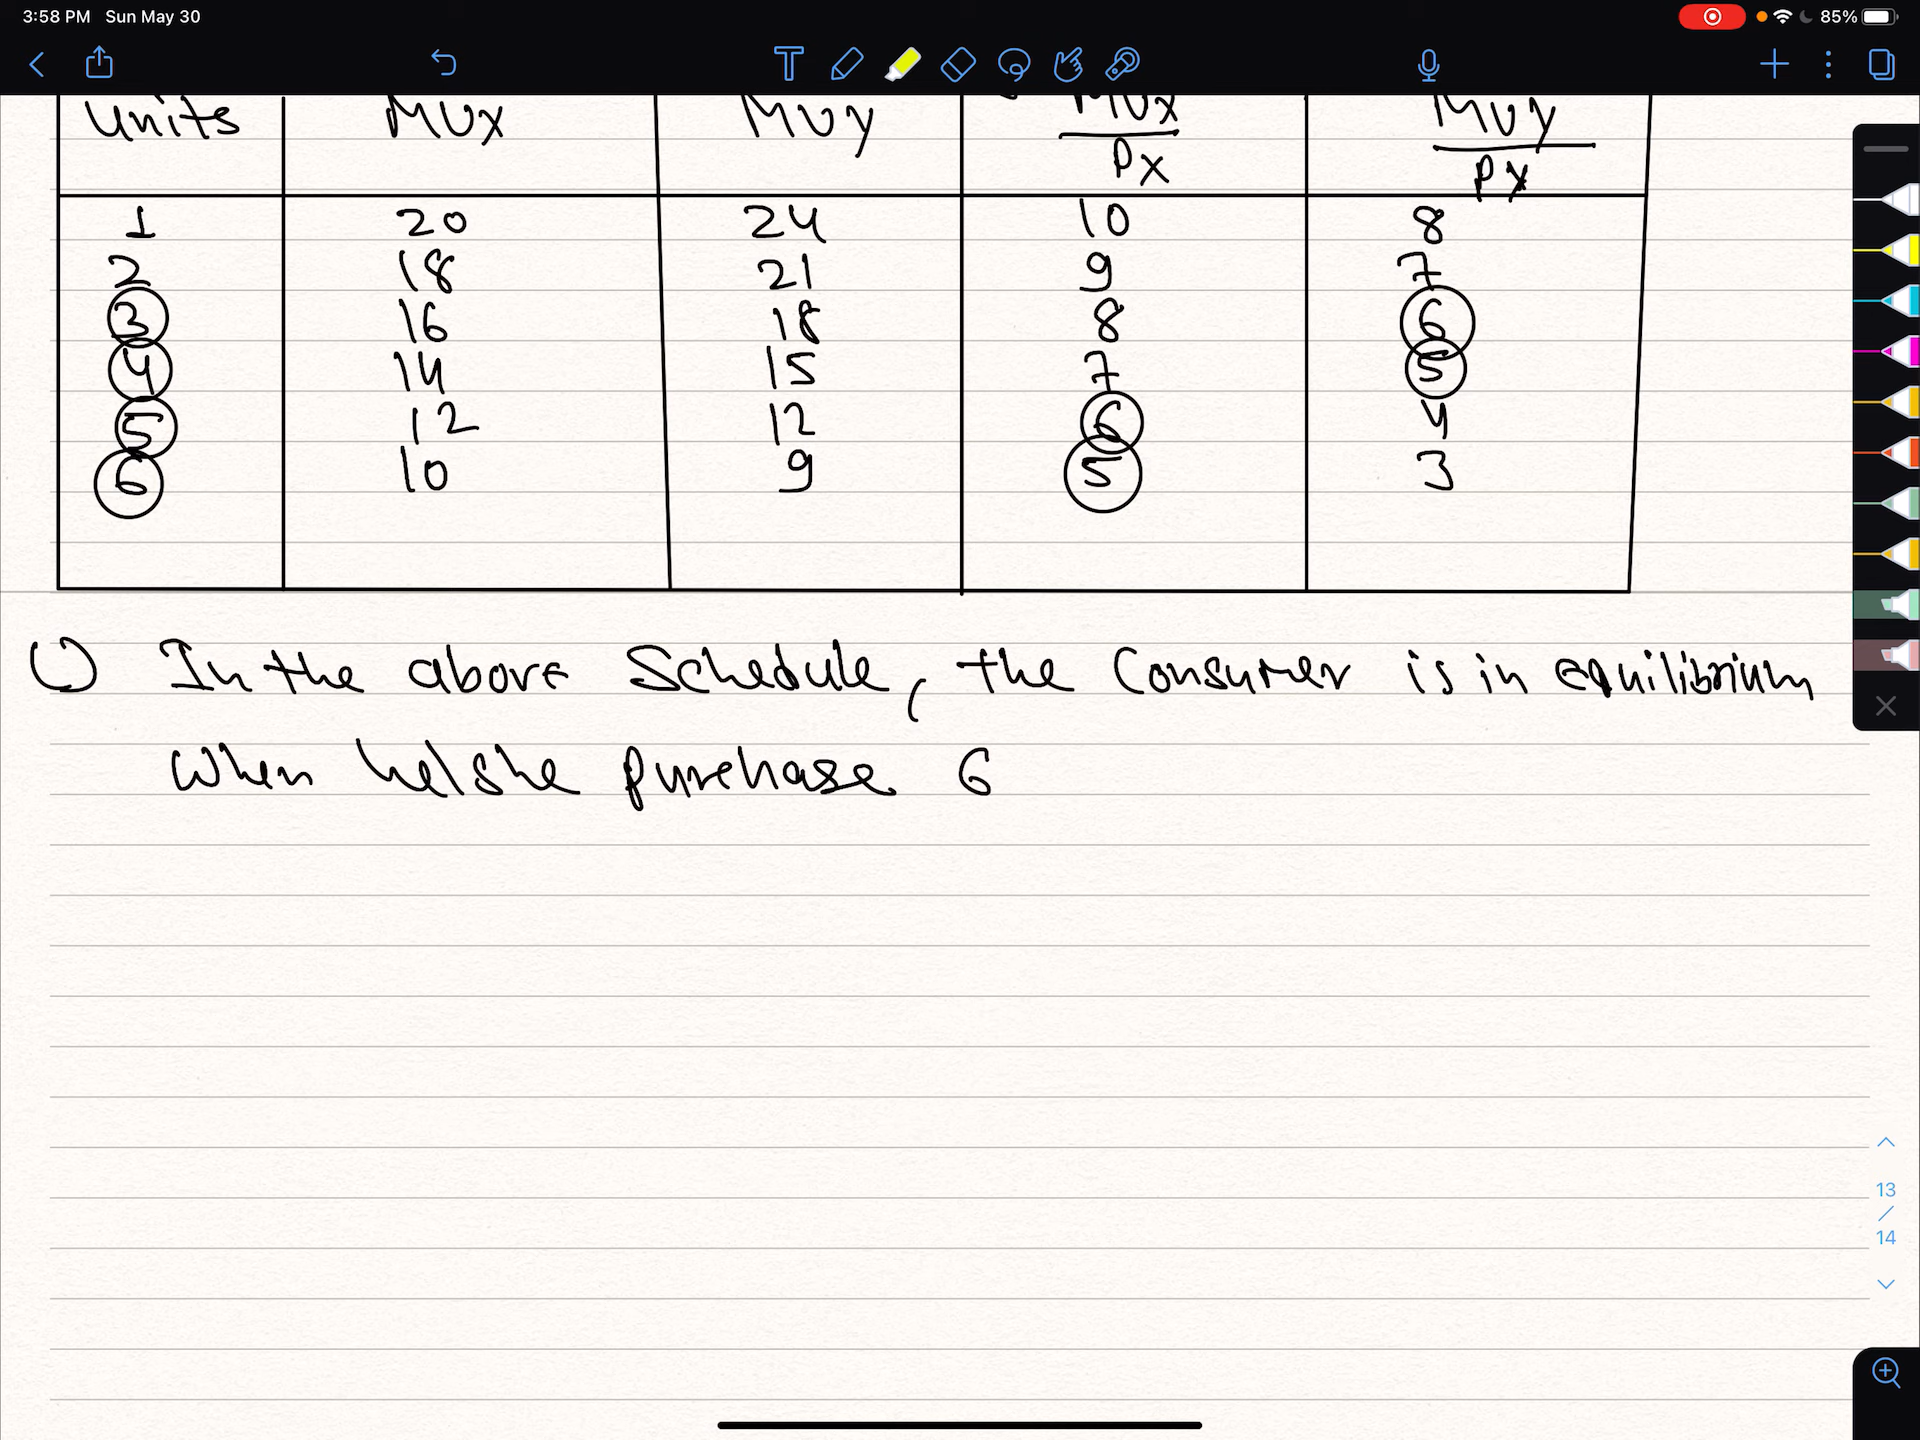 3:58 PM Sun May 30 85%
Units MUx MUy MUx/Px MUy/Py
1 20 24 10 8
2 18 21 9 7
3 16 18 8 6
4 14 15 7 5
5 12 12 6 4
6 10 9 5 3
In the above Schedule, the Consumer is in equilibrium
when he/she purchase 6
13
/
14